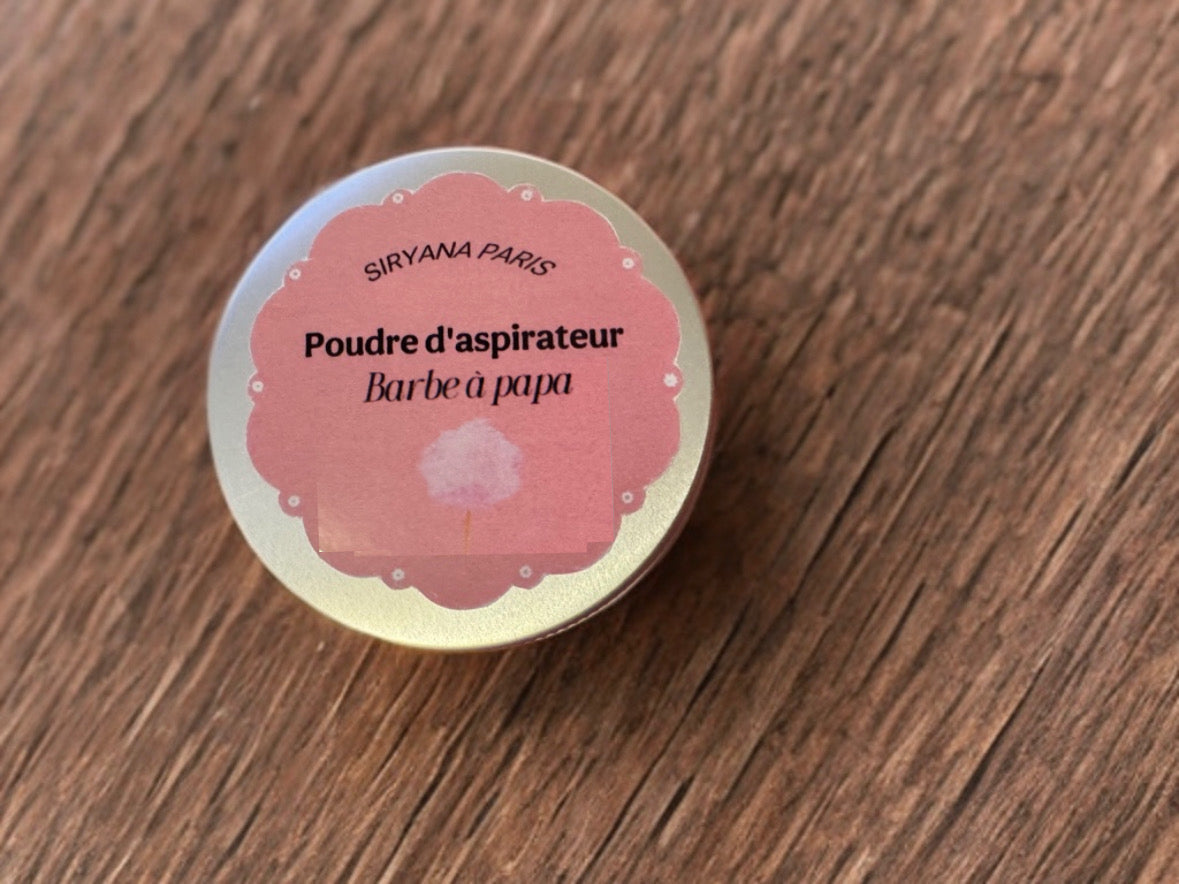 SIRYANA PARIS
Poudre d'aspirateur
Barbe à papa